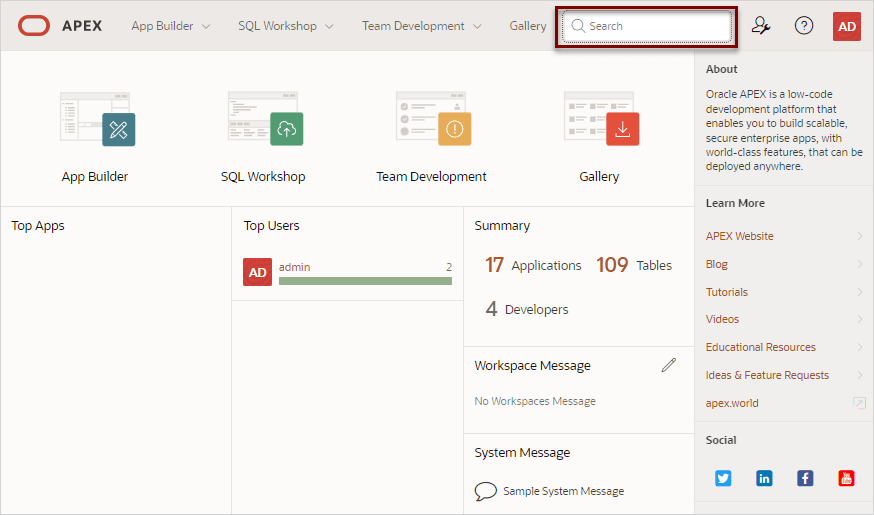 APEX
App Builder
SQL Workshop
Team Development
Gallery
Search
AD
App Builder
SQL Workshop
Team Development
Gallery
Top Apps
Top Users
AD
admin
2
Summary
17 Applications
109 Tables
4 Developers
Workspace Message
No Workspaces Message
System Message
Sample System Message
About
Oracle APEX is a low-code
development platform that
enables you to build scalable,
secure enterprise apps, with
world-class features, that can be
deployed anywhere.
Learn More
APEX Website
Blog
Tutorials
Videos
Educational Resources
Ideas & Feature Requests
apex.world
Social